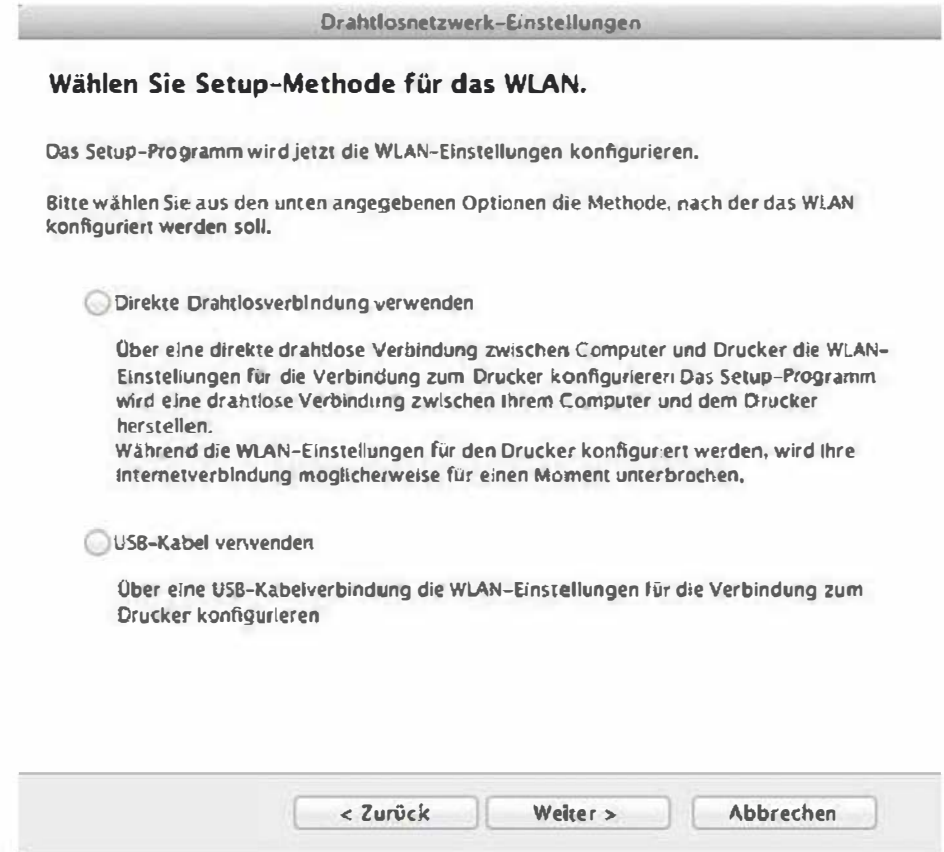 Drahtlosnetzwerk-Einstellungen
Wählen Sie Setup-Methode für das WLAN.
Das Setup-Programm wird jetzt die WLAN-Einstellungen konfigurieren.
Bitte wählen Sie aus den unten angegebenen Optionen die Methode, nach der das WLAN
konfiguriert werden soll.
Direkte Drahtlosverbindung verwenden
Über eine direkte drahtlose Verbindung zwischen Computer und Drucker die WLAN-
Einstellungen für die Verbindung zum Drucker konfigurieren Das Setup-Programm
wird eine drahtlose Verbindung zwischen Ihrem Computer und dem Drucker
herstellen.
Während die WLAN-Einstellungen für den Drucker konfiguriert werden, wird Ihre
Internetverbindung möglicherweise für einen Moment unterbrochen.
USB-Kabel verwenden
Über eine USB-Kabelverbindung die WLAN-Einstellungen für die Verbindung zum
Drucker konfigurieren
< Zurück Weiter > Abbrechen